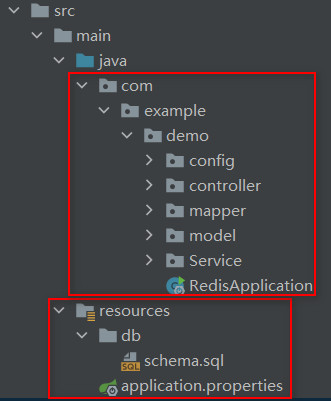 src
main
java
com
example
demo
config
controller
mapper
model
Service
RedisApplication
resources
db
SQL schema.sql
application.properties